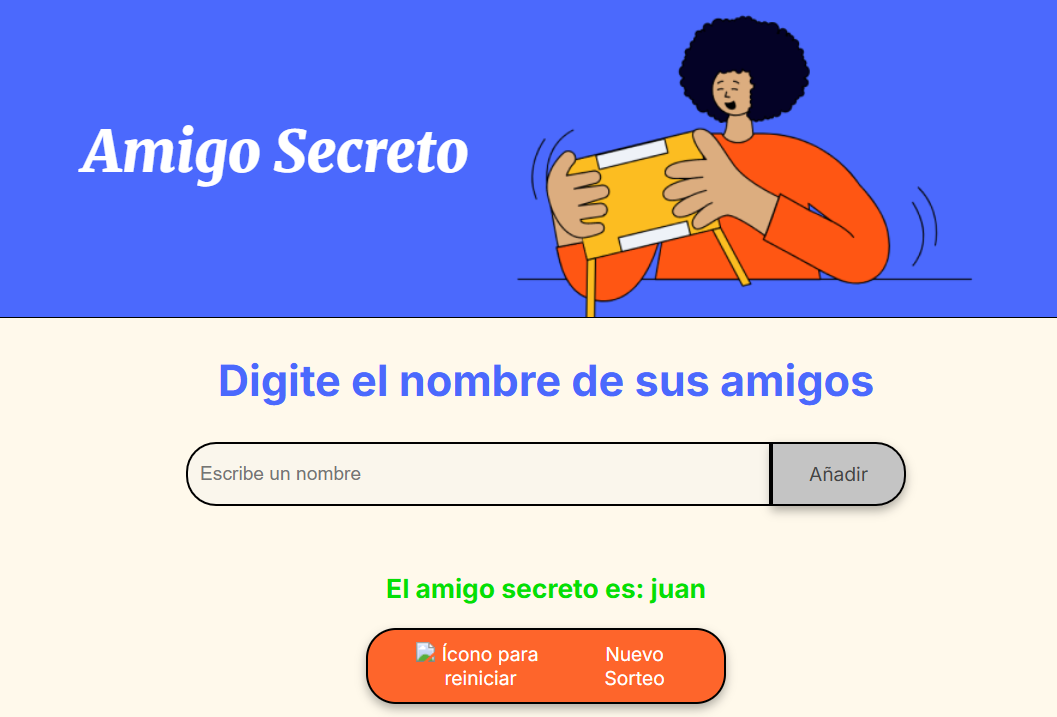 Amigo Secreto
Digite el nombre de sus amigos
Escribe un nombre
Añadir
El amigo secreto es: juan
Ícono para
reiniciar
Nuevo
Sorteo